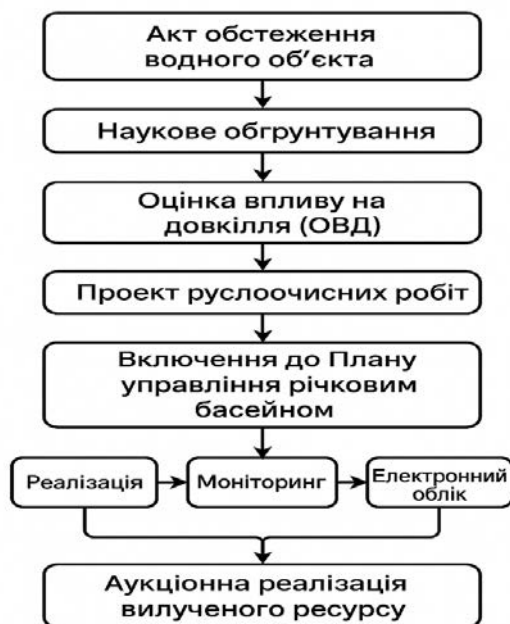 Акт обстеження
водного об’єкта
Наукове обгрунтування
Оцінка впливу на
довкілля (ОВД)
Проект руслоочисних робіт
Включення до Плану
управління річковим
басейном
Реалізація
Моніторинг
Електронний
облік
Аукціонна реалізація
вилученого ресурсу